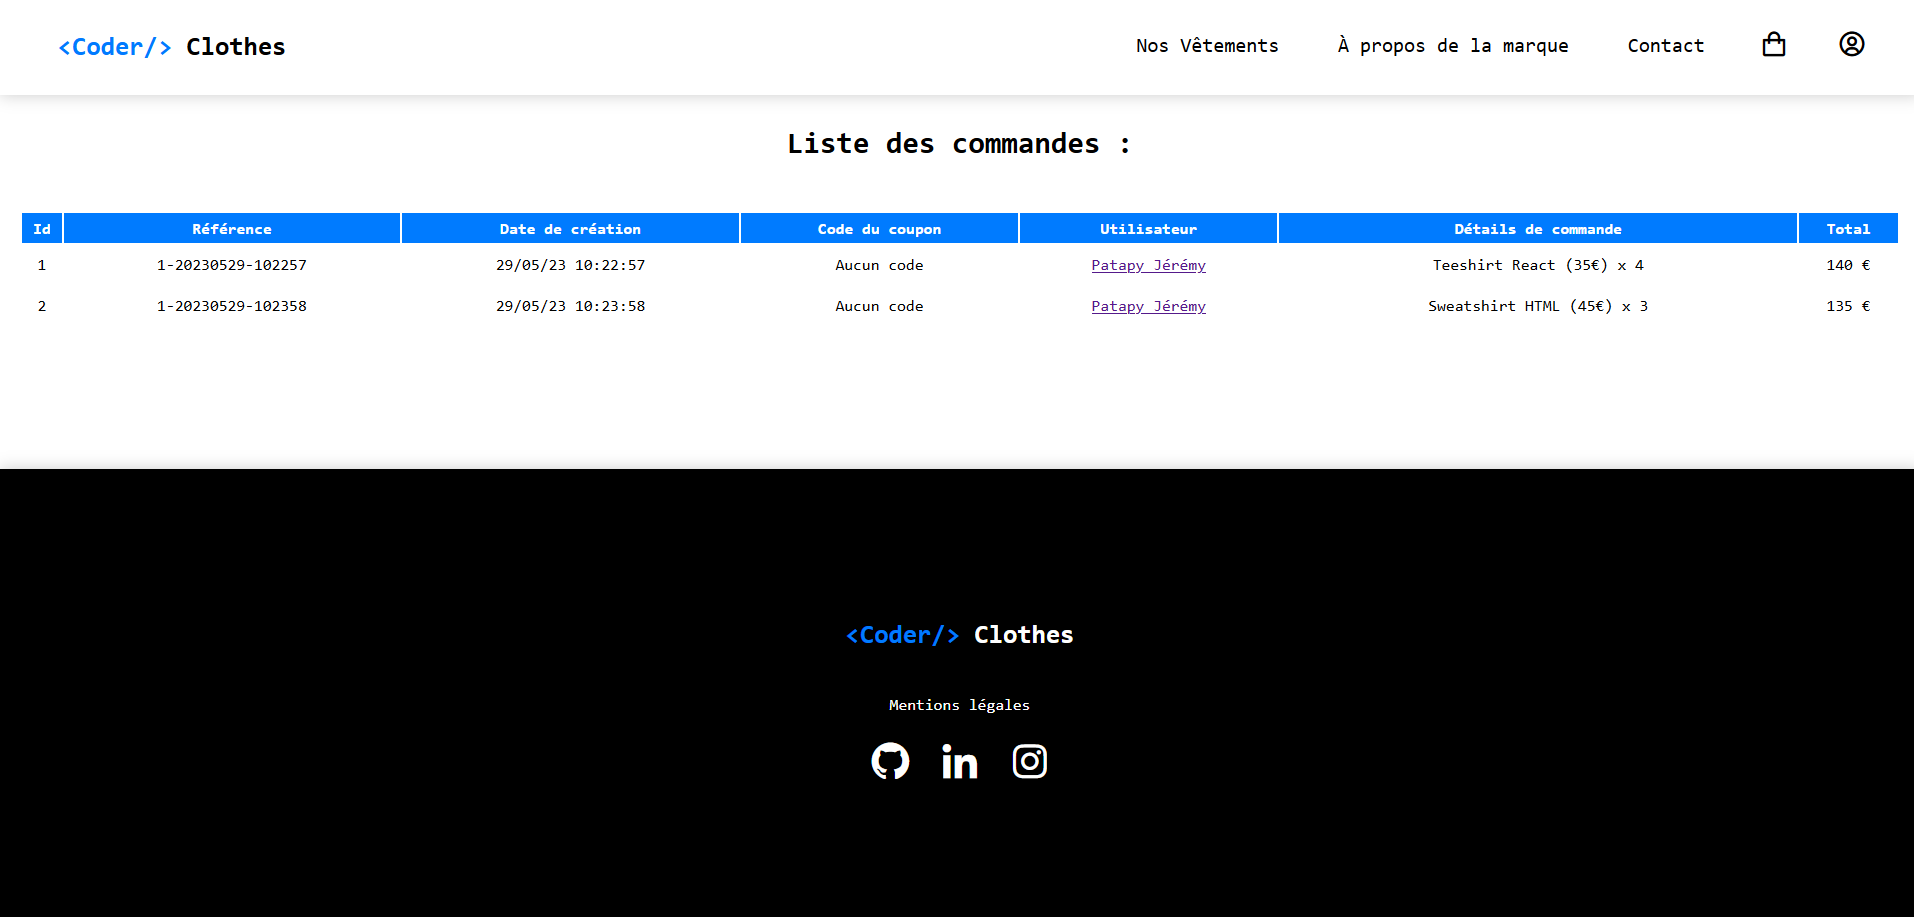 <Coder/> Clothes
Nos Vêtements À propos de la marque Contact
Liste des commandes :
Id Référence Date de création Code du coupon Utilisateur Détails de commande Total
1 1-20230529-102257 29/05/23 10:22:57 Aucun code Patapy Jérémy Teeshirt React (35€) x 4 140 €
2 1-20230529-102358 29/05/23 10:23:58 Aucun code Patapy Jérémy Sweatshirt HTML (45€) x 3 135 €
<Coder/> Clothes
Mentions légales
in